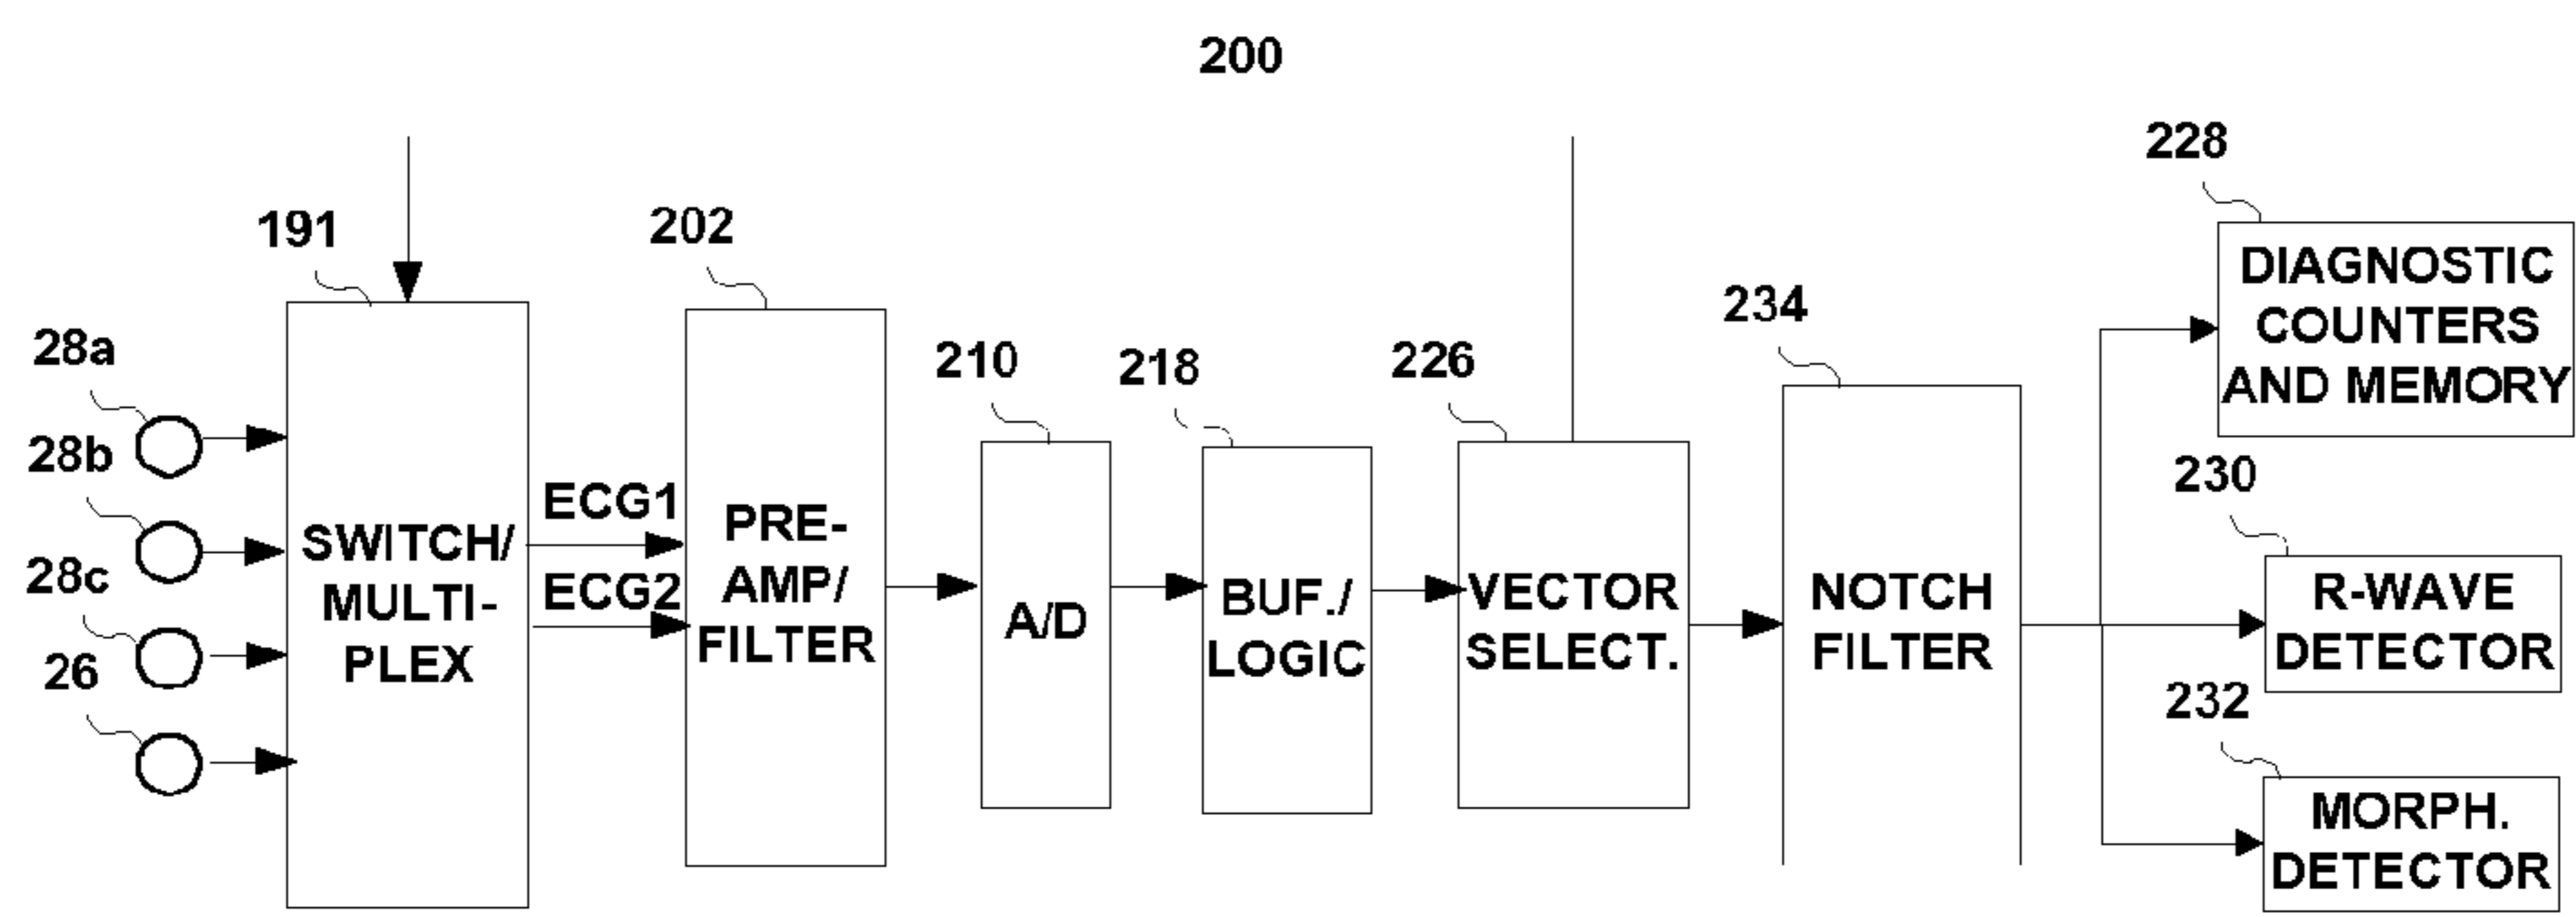 200
191
28a
28b
28c
26
SWITCH/
MULTI-
PLEX
ECG1
ECG2
202
PRE-
AMP/
FILTER
210
A/D
218
BUF./
LOGIC
226
VECTOR
SELECT.
234
NOTCH
FILTER
228
DIAGNOSTIC
COUNTERS
AND MEMORY
230
R-WAVE
DETECTOR
232
MORPH.
DETECTOR